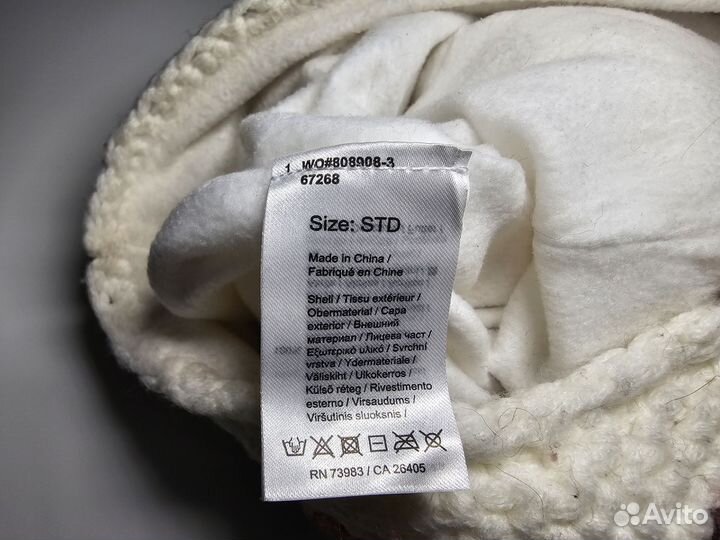 1 WO#808908-3
67268
Size: STD
Made in China /
Fabriqué en Chine
Shell / Tissu extérieur /
Obermaterial / Capa
exterior / Внешний
материал / Лицева част /
Εξωτερικό υλικό / Svrchní
vrstva / Ydermateriale /
Väliskiht / Ulkokerros /
Külső réteg / Rivestimento
esterno / Virsaudums /
Viršutinis sluoksnis /
RN 73983 / CA 26405
Avito